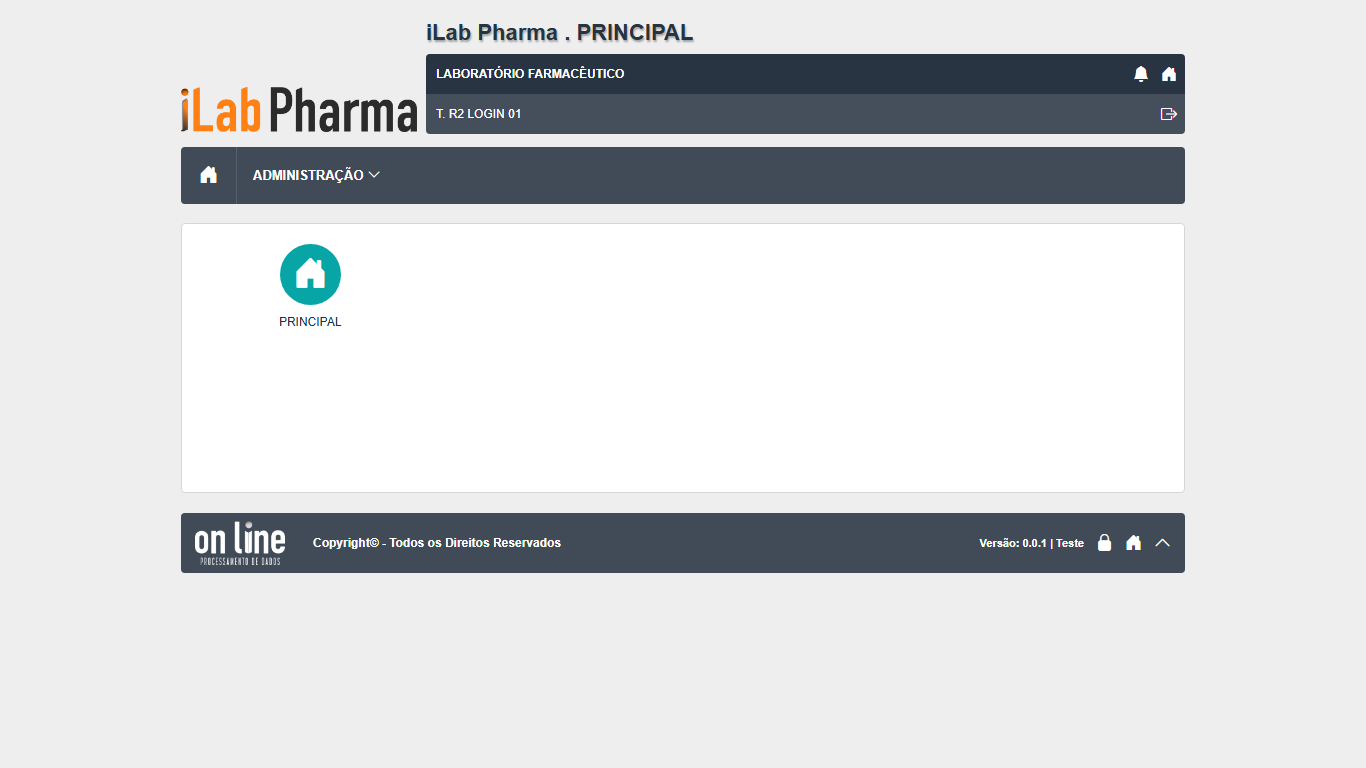 iLab Pharma . PRINCIPAL
LABORATÓRIO FARMACÊUTICO
iLab Pharma
T. R2 LOGIN 01
ADMINISTRAÇÃO
PRINCIPAL
on line
PROCESSAMENTO DE DADOS
Copyright© - Todos os Direitos Reservados
Versão: 0.0.1 | Teste